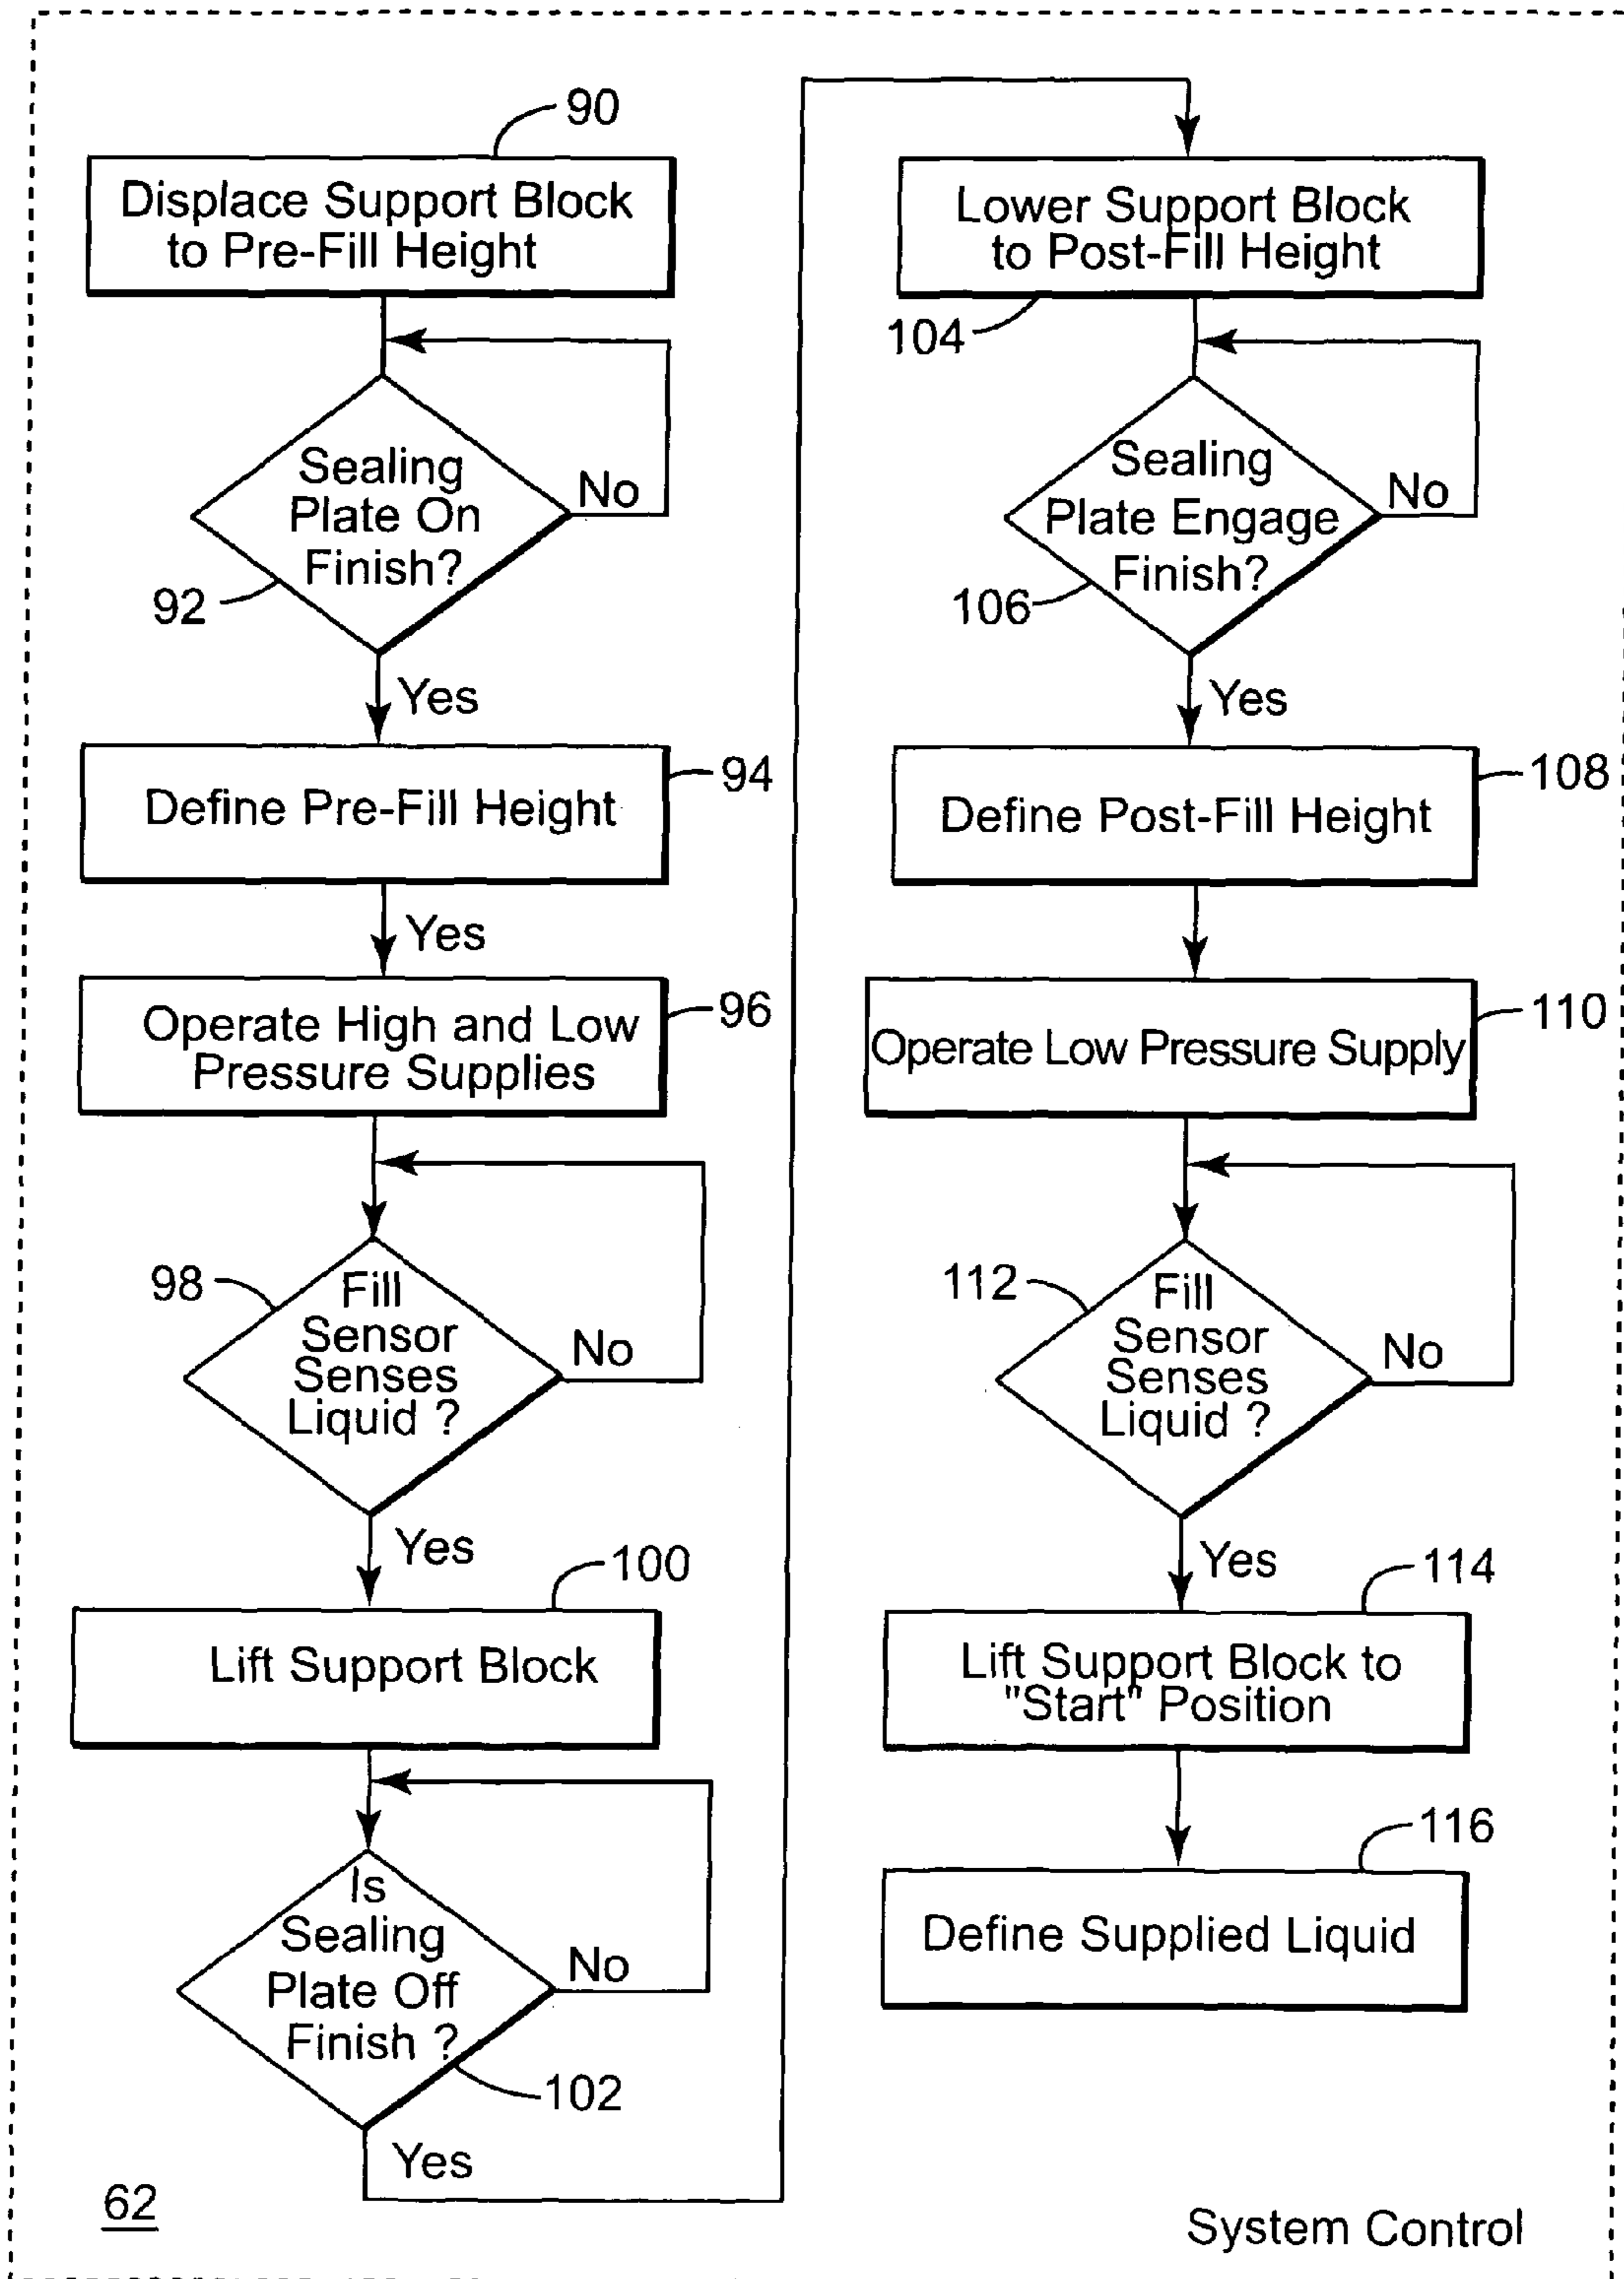 90
Displace Support Block
to Pre-Fill Height
Sealing
Plate On
Finish?
No
92
Yes
Define Pre-Fill Height
94
Yes
Operate High and Low
Pressure Supplies
96
98
Fill
Sensor
Senses
Liquid ?
No
Yes
100
Lift Support Block
Is
Sealing
Plate Off
Finish ?
No
102
Yes
Lower Support Block
to Post-Fill Height
104
Sealing
Plate Engage
Finish?
No
106
Yes
Define Post-Fill Height
108
Operate Low Pressure Supply
110
112
Fill
Sensor
Senses
Liquid ?
No
Yes
114
Lift Support Block to
"Start" Position
116
Define Supplied Liquid
62
System Control